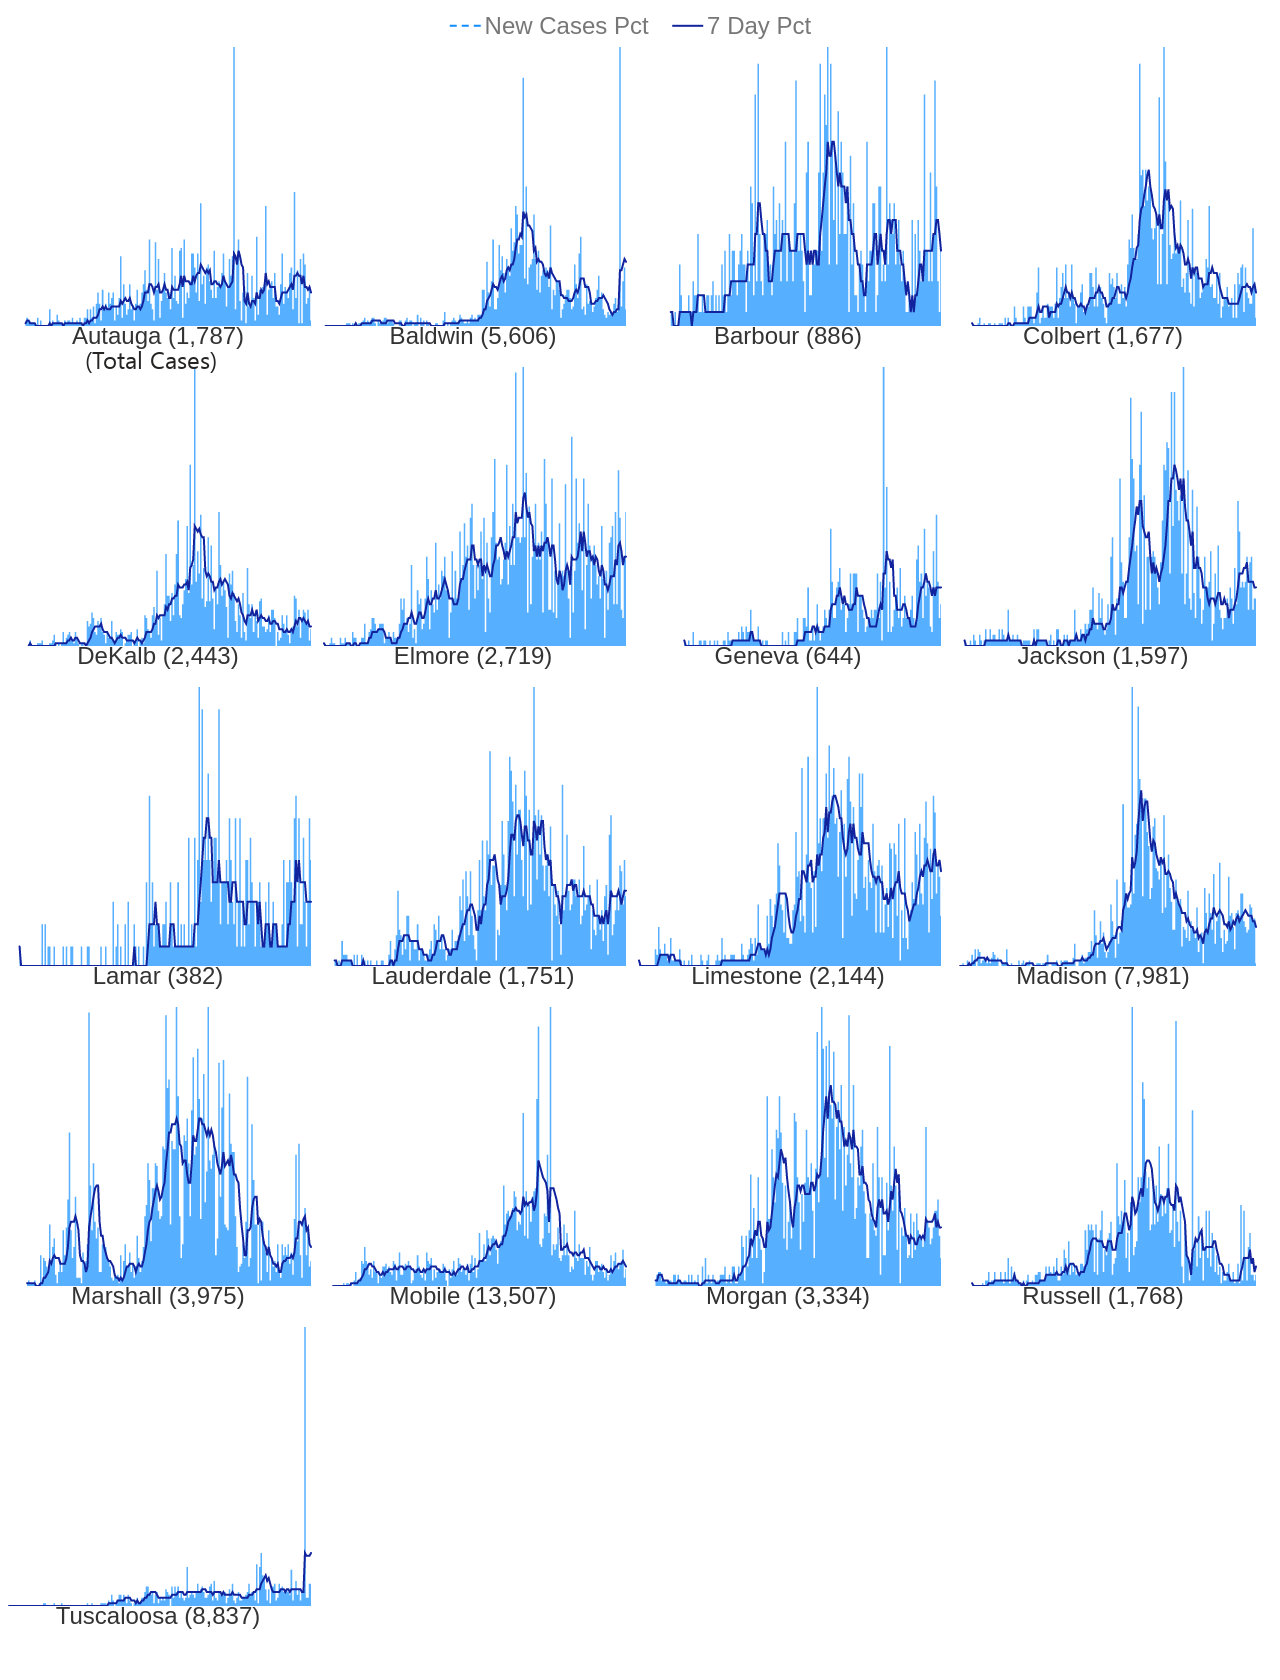 New Cases Pct 7 Day Pct
Autauga (1,787) Baldwin (5,606) Barbour (886) Colbert (1,677)
(Total Cases)
DeKalb (2,443) Elmore (2,719) Geneva (644) Jackson (1,597)
Lamar (382) Lauderdale (1,751) Limestone (2,144) Madison (7,981)
Marshall (3,975) Mobile (13,507) Morgan (3,334) Russell (1,768)
Tuscaloosa (8,837)